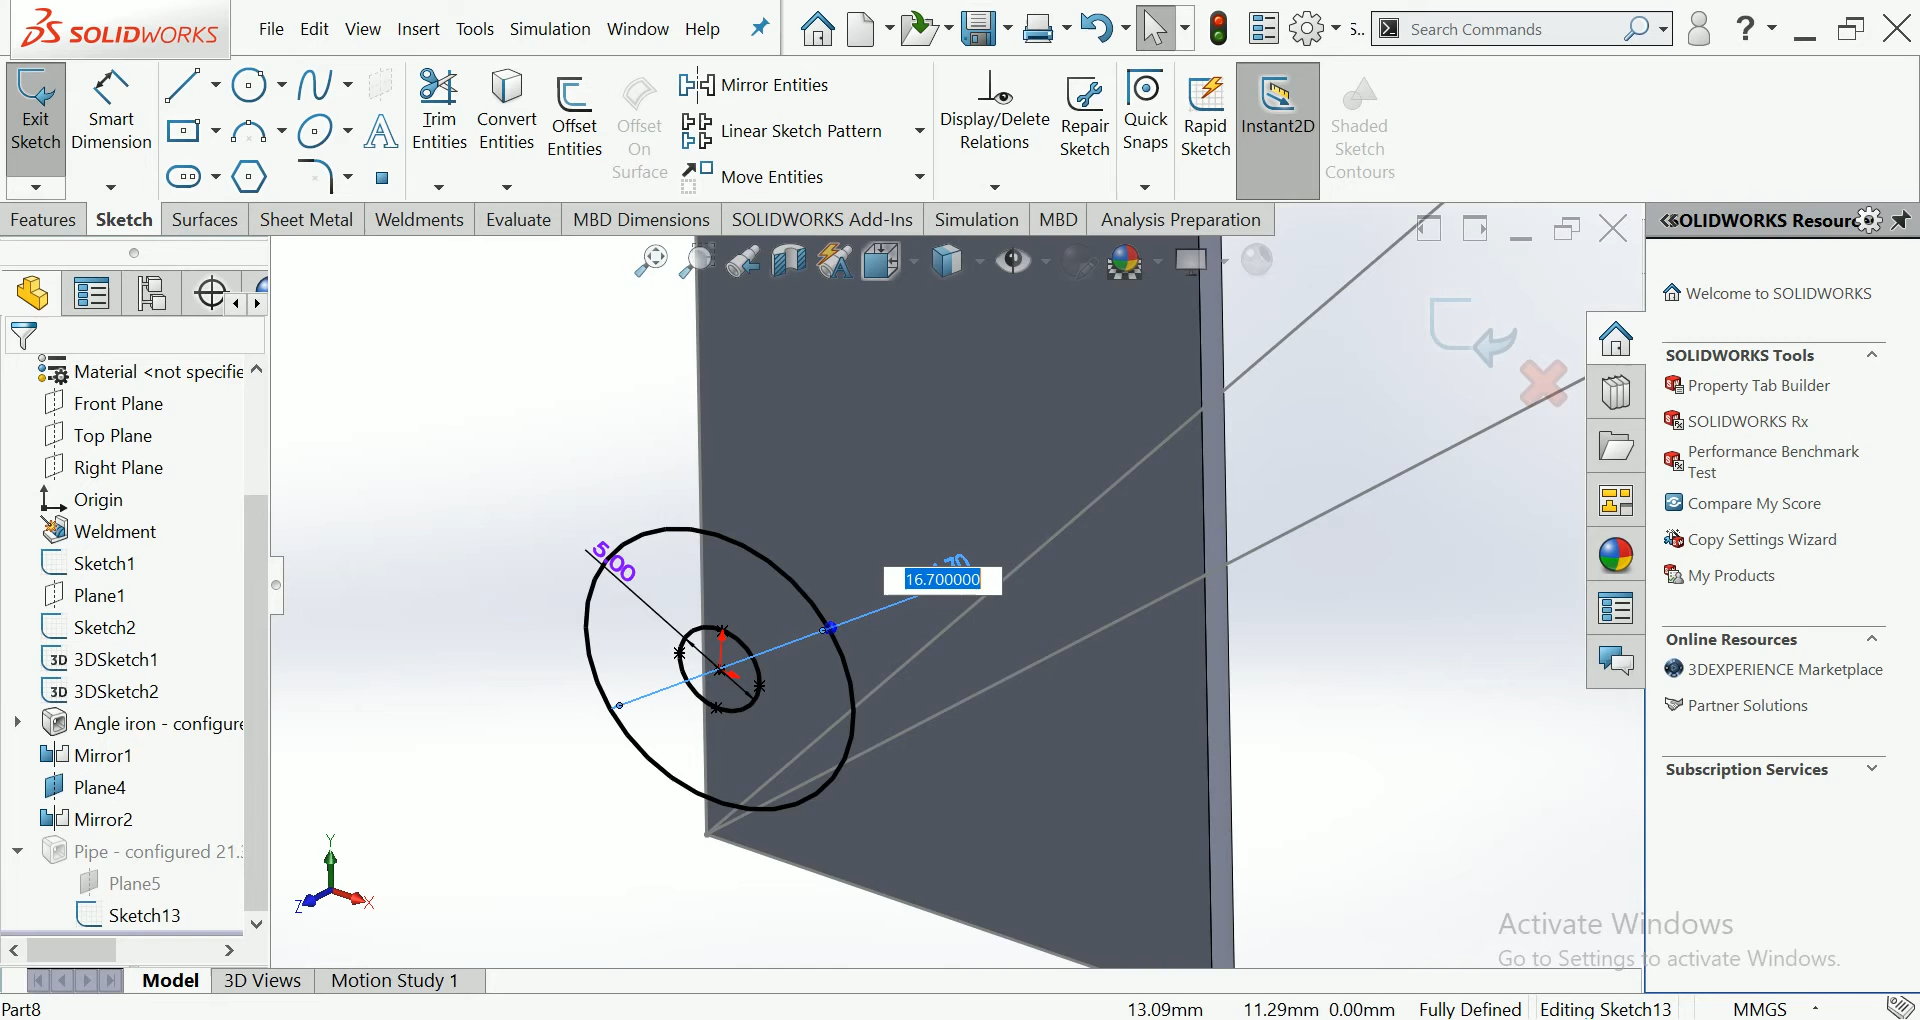 SOLIDWORKS
File Edit View Insert Tools Simulation Window Help
S..
Search Commands
Exit Sketch
Smart Dimension
Trim Entities
Convert Entities
Offset Entities
Offset On Surface
Mirror Entities
Linear Sketch Pattern
Move Entities
Display/Delete Relations
Repair Sketch
Quick Snaps
Rapid Sketch
Instant2D
Shaded Sketch Contours
Features Sketch Surfaces Sheet Metal Weldments Evaluate MBD Dimensions SOLIDWORKS Add-Ins Simulation MBD Analysis Preparation
Material <not specifie
Front Plane
Top Plane
Right Plane
Origin
Weldment
Sketch1
Plane1
Sketch2
3D 3DSketch1
3D 3DSketch2
Angle iron - configure
Mirror1
Plane4
Mirror2
Pipe - configured 21.
Plane5
Sketch13
5.00
16.700000
Y
Z
X
OLIDWORKS Resour
Welcome to SOLIDWORKS
SOLIDWORKS Tools
Property Tab Builder
SOLIDWORKS Rx
Performance Benchmark
Test
Compare My Score
Copy Settings Wizard
My Products
Online Resources
3DEXPERIENCE Marketplace
Partner Solutions
Subscription Services
Activate Windows
Go to Settings to activate Windows.
Model 3D Views Motion Study 1
Part8
13.09mm 11.29mm 0.00mm Fully Defined Editing Sketch13 MMGS